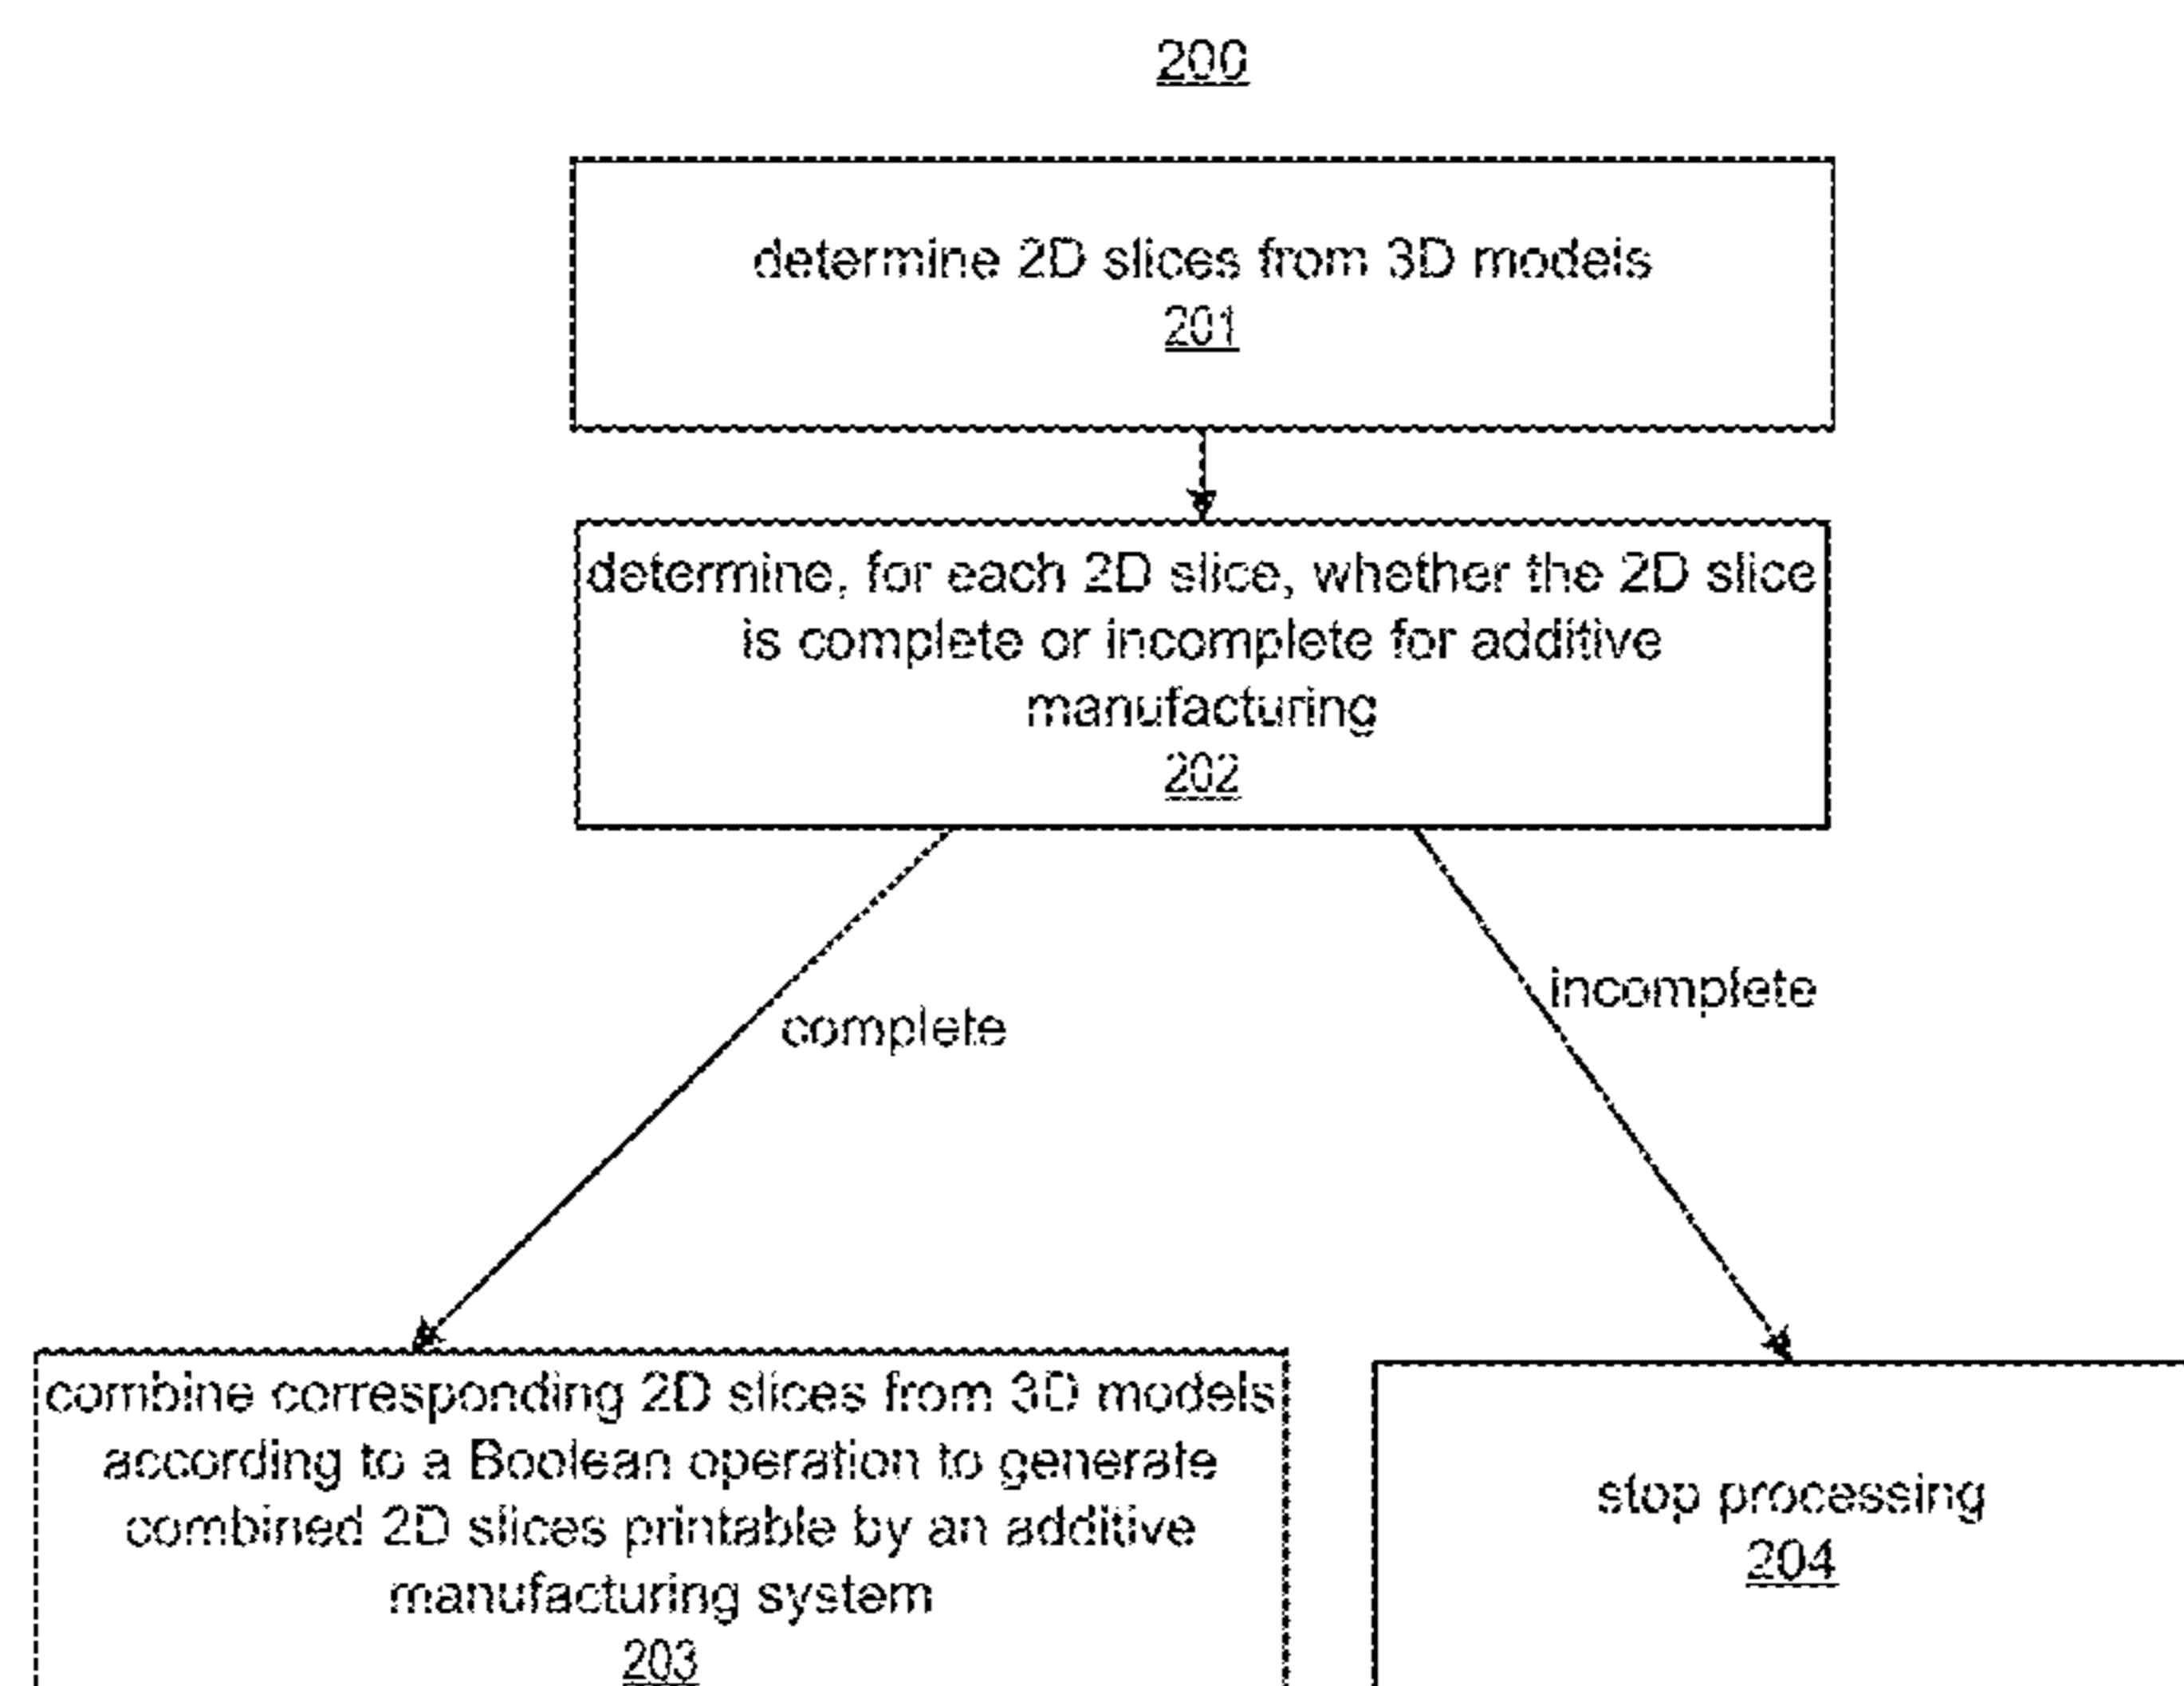 200
determine 2D slices from 3D models
201
determine, for each 2D slice, whether the 2D slice
is complete or incomplete for additive
manufacturing
202
complete
incomplete
combine corresponding 2D slices from 3D models
according to a Boolean operation to generate
combined 2D slices printable by an additive
manufacturing system
203
stop processing
204